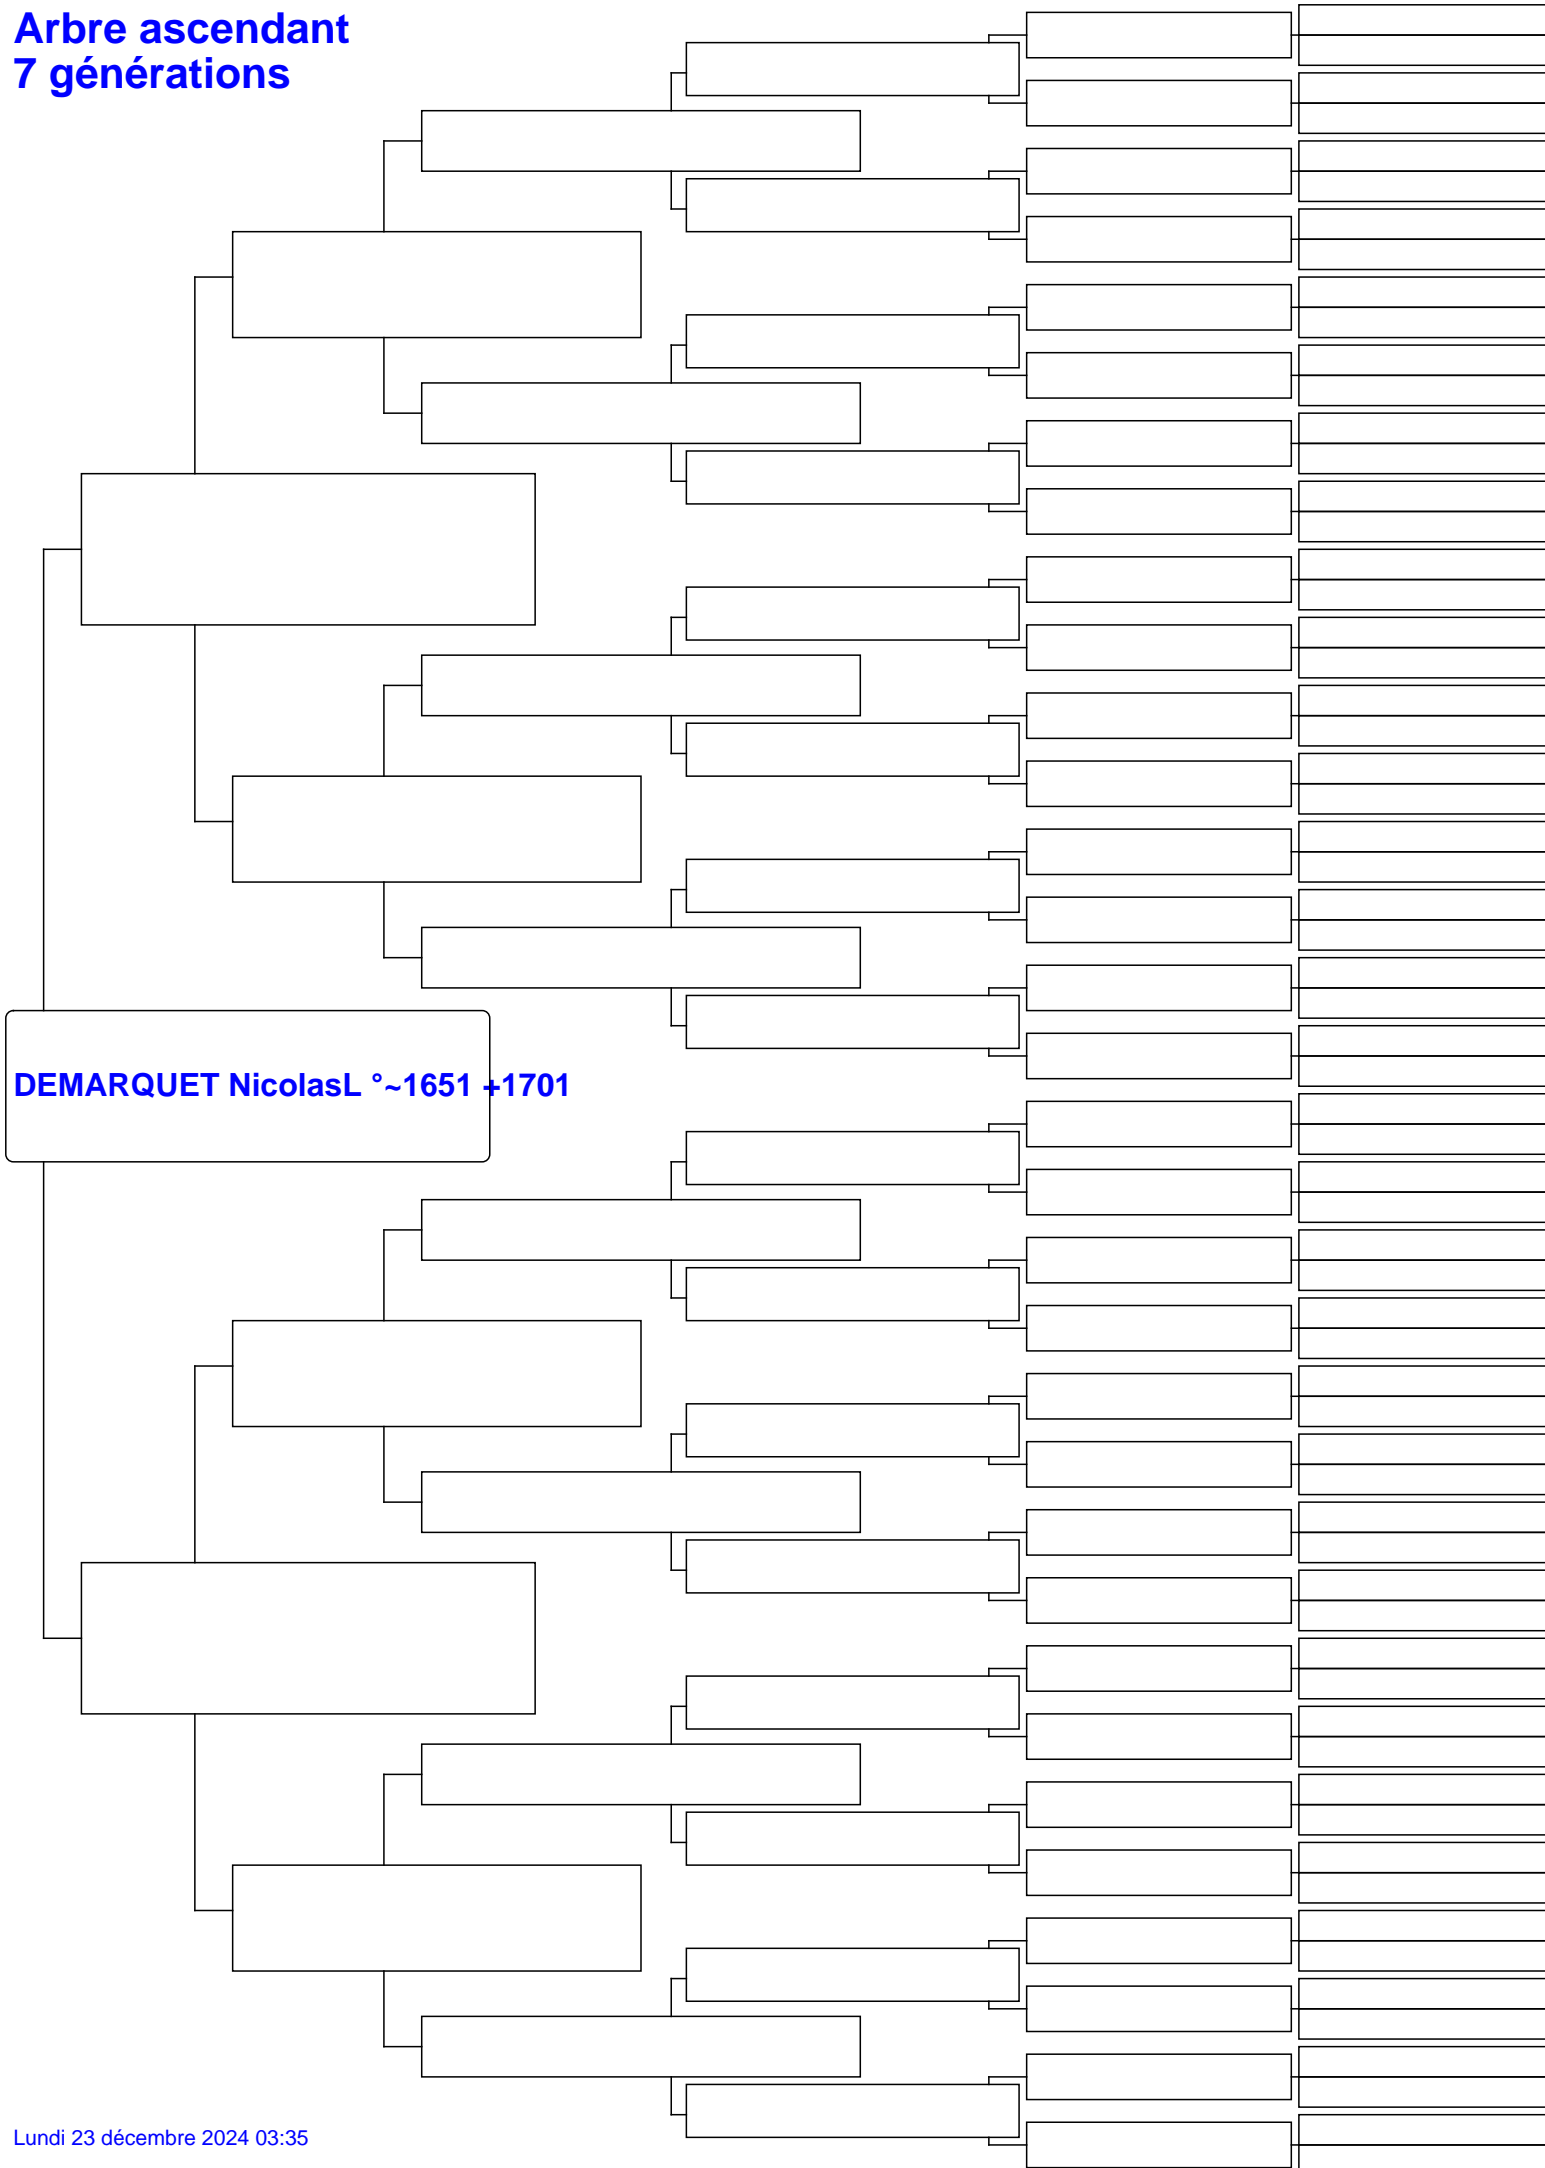 Arbre ascendant
7 générations
DEMARQUET NicolasL °~1651 +1701
Lundi 23 décembre 2024 03:35